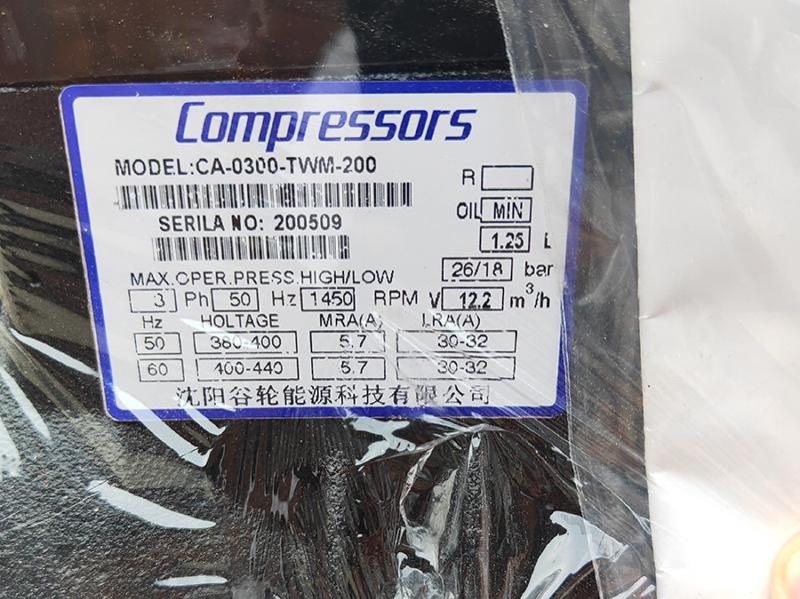 Compressors
MODEL:CA-0300-TWM-200
R
SERILA NO: 200509
OIL MIN
1.25 L
MAX.OPER.PRESS.HIGH/LOW 26/18 bar
3 Ph 50 Hz 1450 RPM V 12.2 m³/h
Hz HOLTAGE MRA(A) LRA(A)
50 380-400 5.7 30-32
60 400-440 5.7 30-32
沈阳谷轮能源科技有限公司